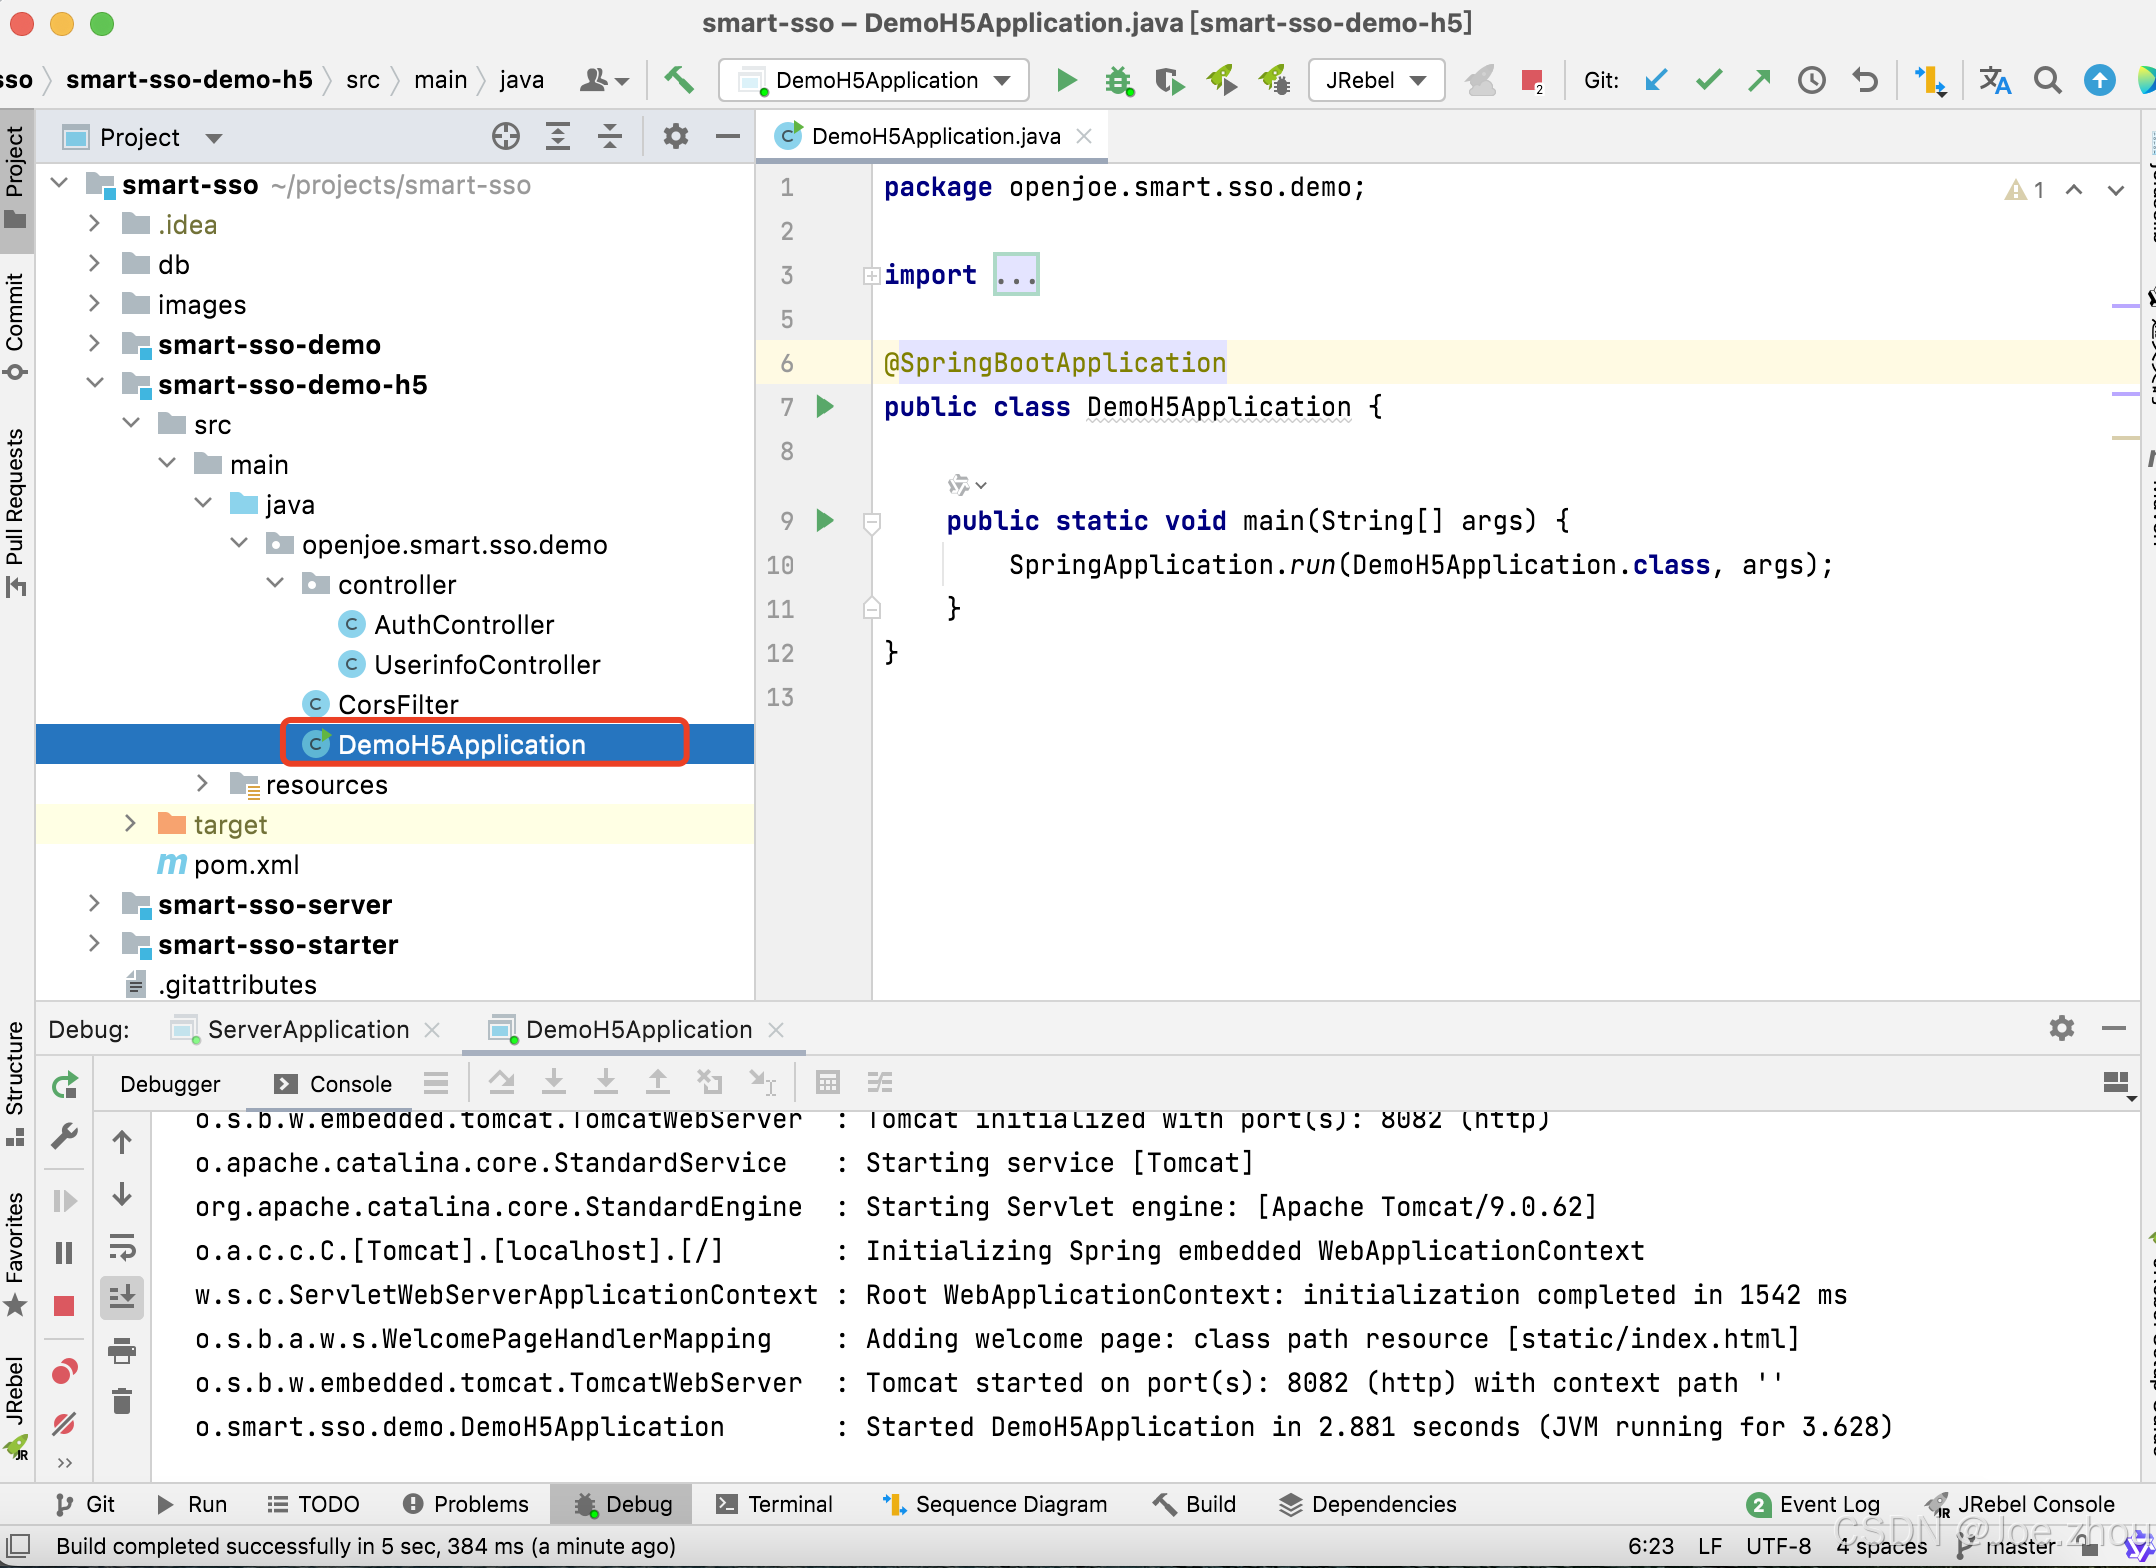 smart-sso – DemoH5Application.java [smart-sso-demo-h5]
sso
smart-sso-demo-h5
src
main
java
DemoH5Application
JRebel
2
Git:
Project
DemoH5Application.java
Project
Commit
Pull Requests
Structure
Favorites
JRebel
smart-sso ~/projects/smart-sso
.idea
db
images
smart-sso-demo
smart-sso-demo-h5
src
main
java
openjoe.smart.sso.demo
controller
AuthController
UserinfoController
CorsFilter
DemoH5Application
resources
target
pom.xml
smart-sso-server
smart-sso-starter
.gitattributes
1 package openjoe.smart.sso.demo;
1
2
3 import ...
5
6 @SpringBootApplication
7 public class DemoH5Application {
8
9 public static void main(String[] args) {
10 SpringApplication.run(DemoH5Application.class, args);
11 }
12 }
13
Debug:
ServerApplication
DemoH5Application
Debugger
Console
o.s.b.w.embedded.tomcat.TomcatWebServer : Tomcat initialized with port(s): 8082 (http)
o.apache.catalina.core.StandardService : Starting service [Tomcat]
org.apache.catalina.core.StandardEngine : Starting Servlet engine: [Apache Tomcat/9.0.62]
o.a.c.c.C.[Tomcat].[localhost].[/] : Initializing Spring embedded WebApplicationContext
w.s.c.ServletWebServerApplicationContext : Root WebApplicationContext: initialization completed in 1542 ms
o.s.b.a.w.s.WelcomePageHandlerMapping : Adding welcome page: class path resource [static/index.html]
o.s.b.w.embedded.tomcat.TomcatWebServer : Tomcat started on port(s): 8082 (http) with context path ''
o.smart.sso.demo.DemoH5Application : Started DemoH5Application in 2.881 seconds (JVM running for 3.628)
Git
Run
TODO
Problems
Debug
Terminal
Sequence Diagram
Build
Dependencies
2 Event Log
JRebel Console
Build completed successfully in 5 sec, 384 ms (a minute ago)
6:23
LF
UTF-8
4 spaces
master
CSDN @Joe.zhou